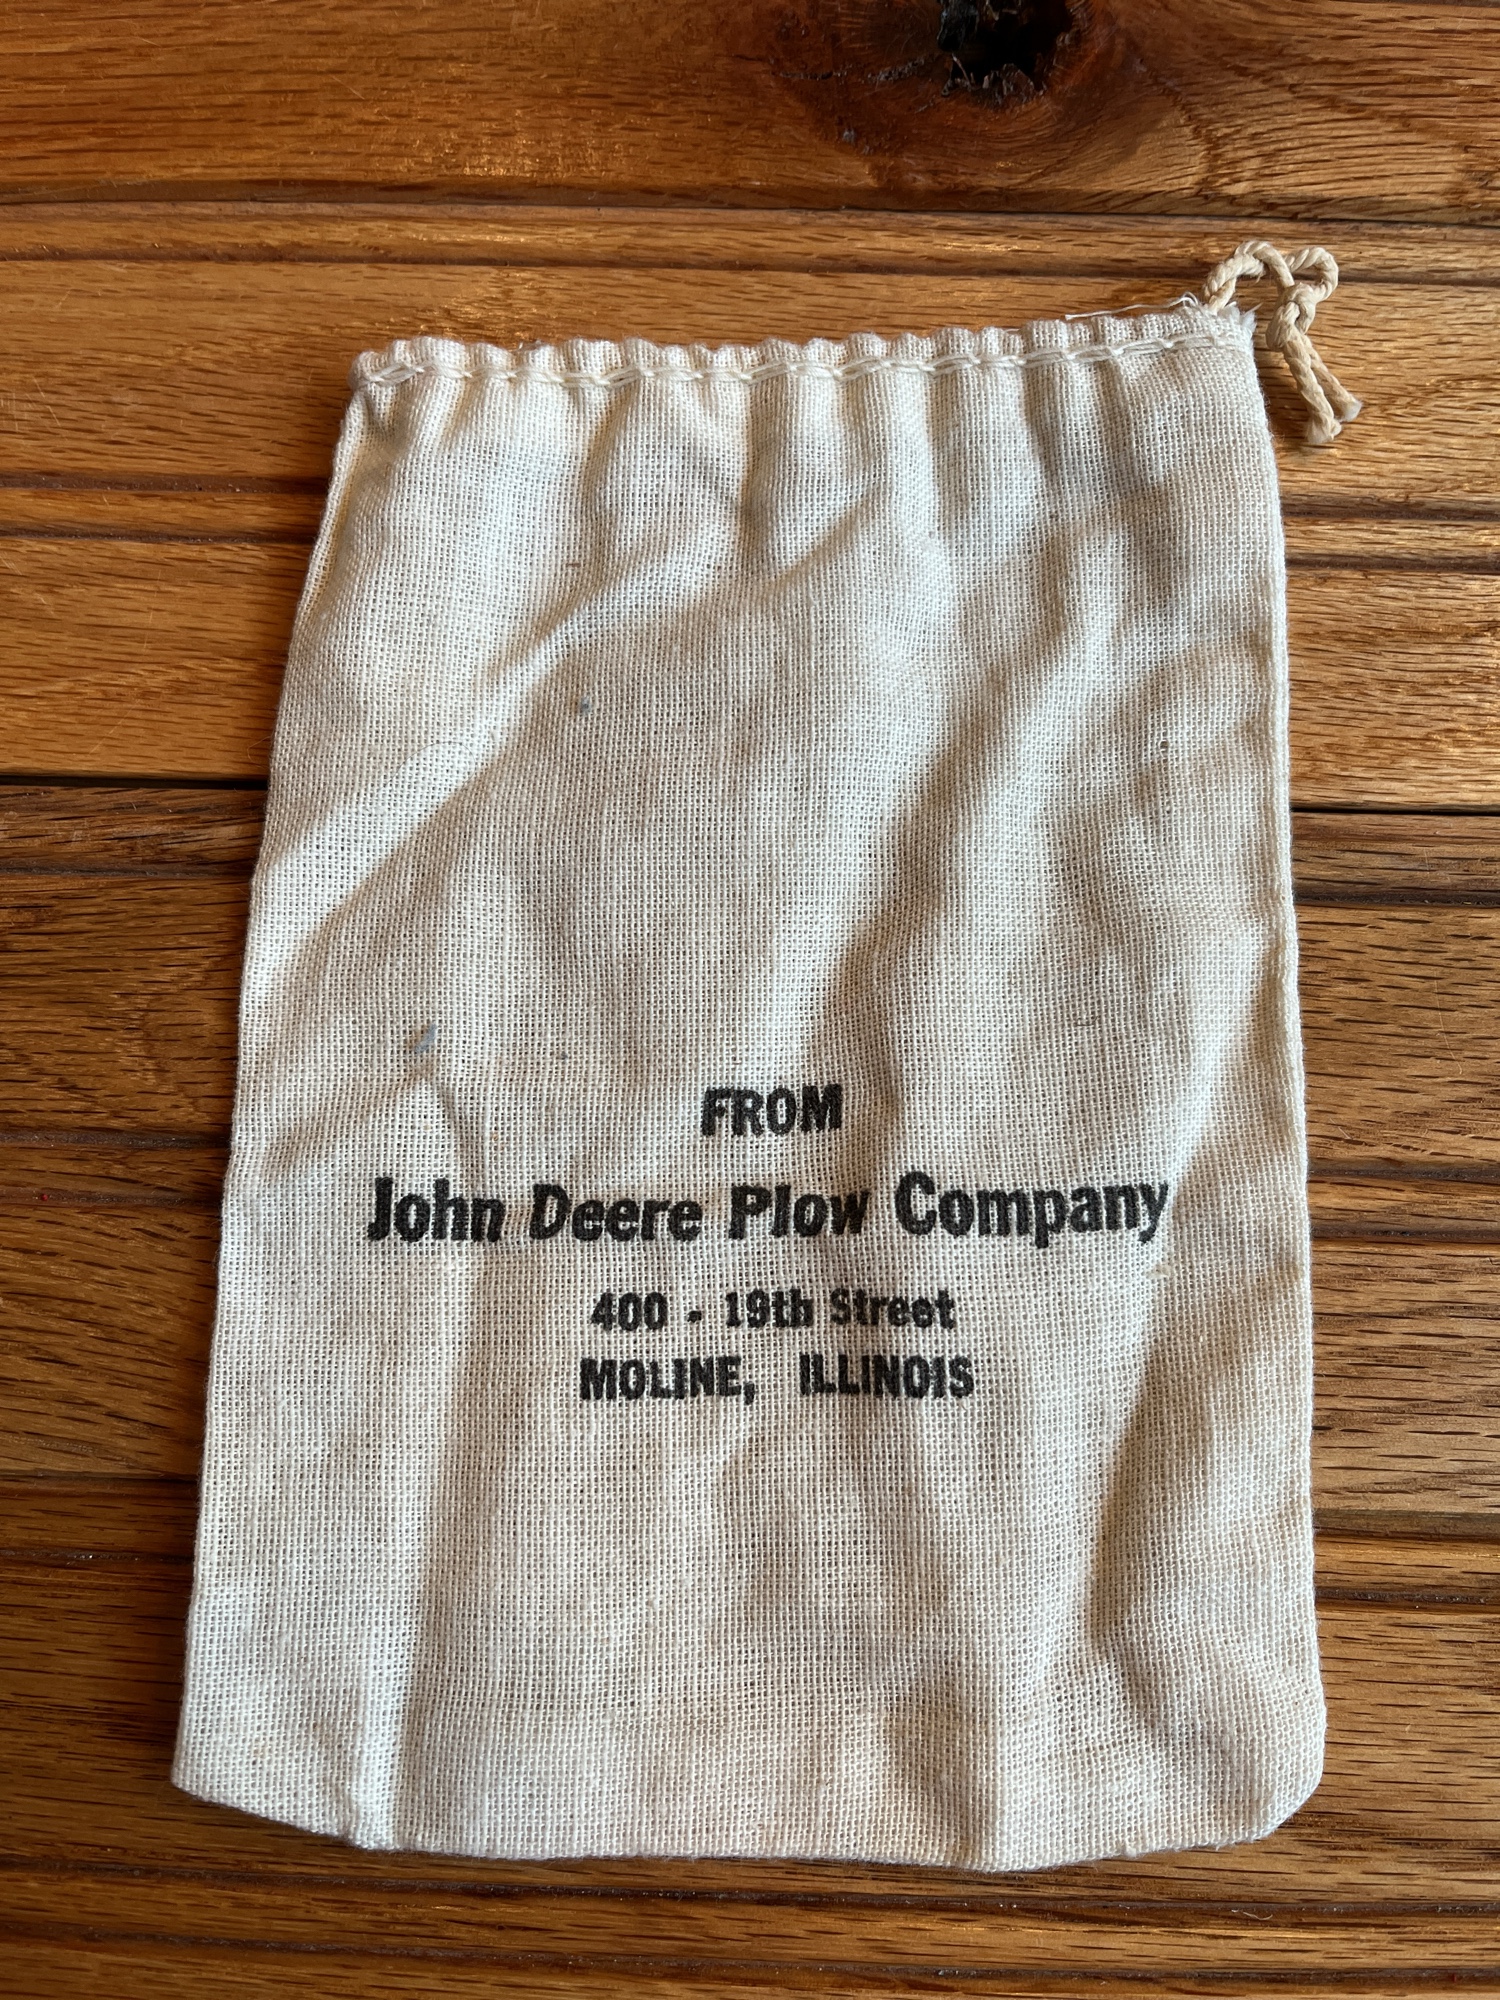 FROM
John Deere Plow Company
400 - 19th Street
MOLINE, ILLINOIS